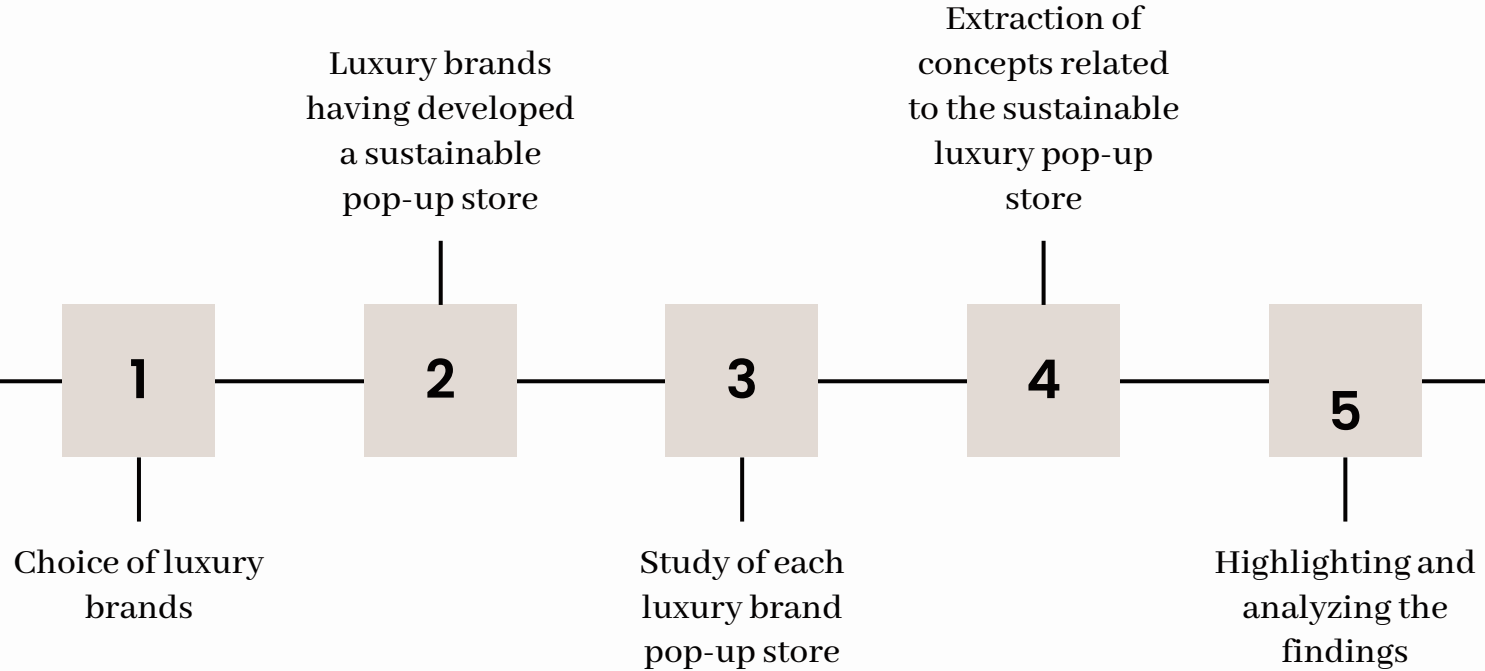 1
Choice of luxury
brands
Luxury brands
having developed
a sustainable
pop-up store
2
3
Study of each
luxury brand
pop-up store
Extraction of
concepts related
to the sustainable
luxury pop-up
store
4
5
Highlighting and
analyzing the
findings